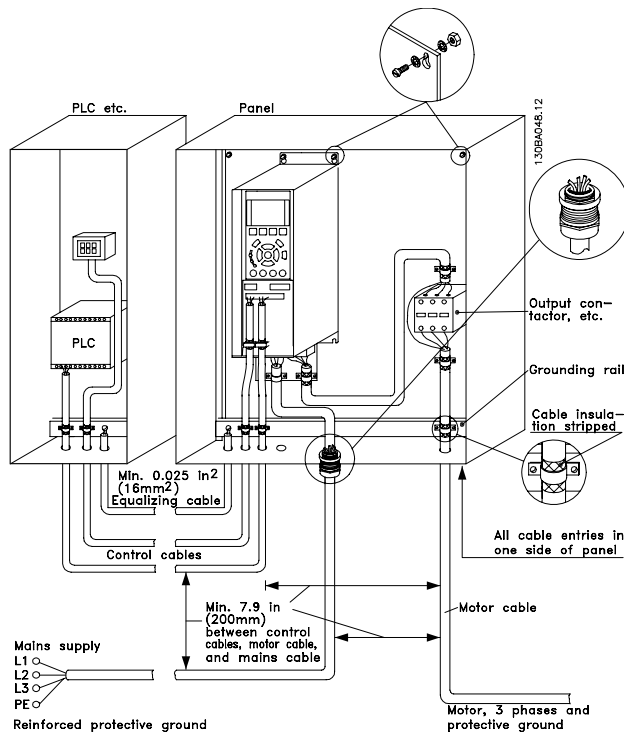 PLC etc.
Panel
130BA048.12
PLC
Output con-
tactor, etc.
Grounding rail
Cable insula-
tion stripped
Min. 0.025 in²
(16mm²)
Equalizing cable
All cable entries in
one side of panel
Control cables
Min. 7.9 in
(200mm)
between control
cables, motor cable,
and mains cable
Motor cable
Mains supply
L1
L2
L3
PE
Reinforced protective ground
Motor, 3 phases and
protective ground